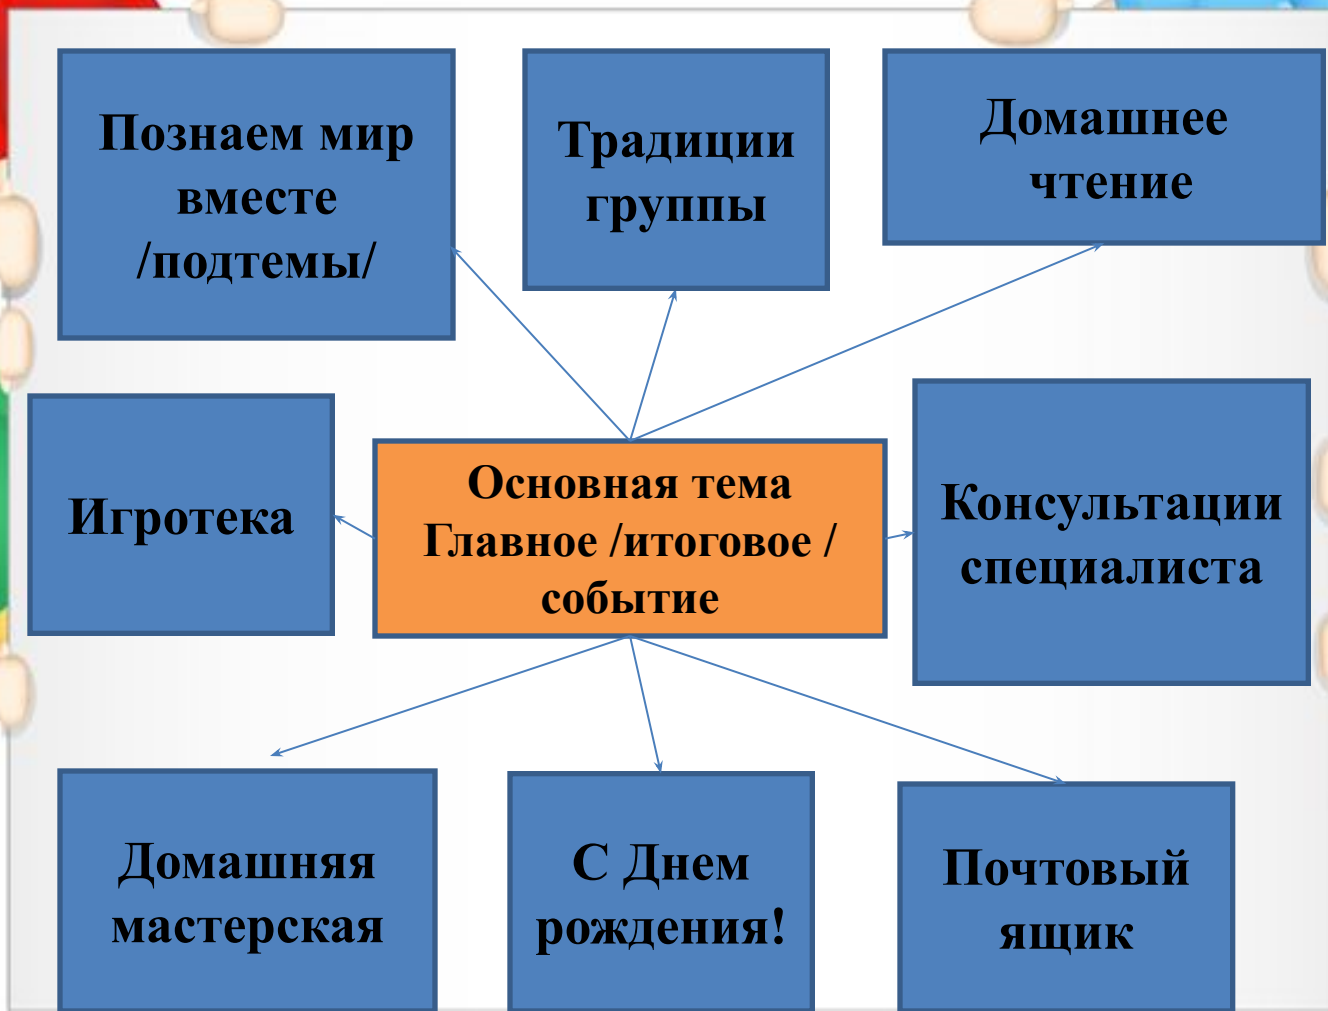 Познаем мир
вместе
/подтемы/
Традиции
группы
Домашнее
чтение
Игротека
Основная тема
Главное /итоговое /
событие
Консультации
специалиста
Домашняя
мастерская
С Днем
рождения!
Почтовый
ящик